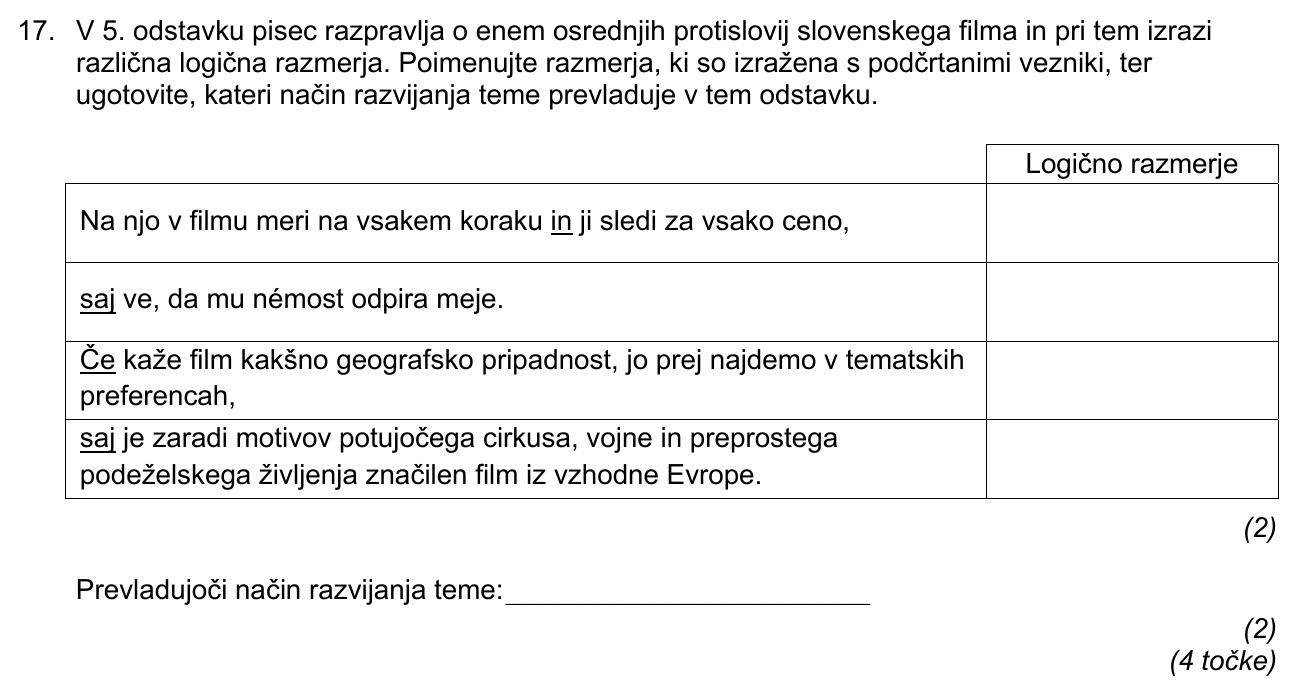 17. V 5. odstavku pisec razpravlja o enem osrednjih protislovij slovenskega filma in pri tem izrazi
različna logična razmerja. Poimenujte razmerja, ki so izražena s podčrtanimi vezniki, ter
ugotovite, kateri način razvijanja teme prevladuje v tem odstavku.
Logično razmerje
Na njo v filmu meri na vsakem koraku in ji sledi za vsako ceno,
saj ve, da mu némost odpira meje.
Če kaže film kakšno geografsko pripadnost, jo prej najdemo v tematskih
preferencah,
saj je zaradi motivov potujočega cirkusa, vojne in preprostega
podeželskega življenja značilen film iz vzhodne Evrope.
(2)
Prevladujoči način razvijanja teme:
(2)
(4 točke)